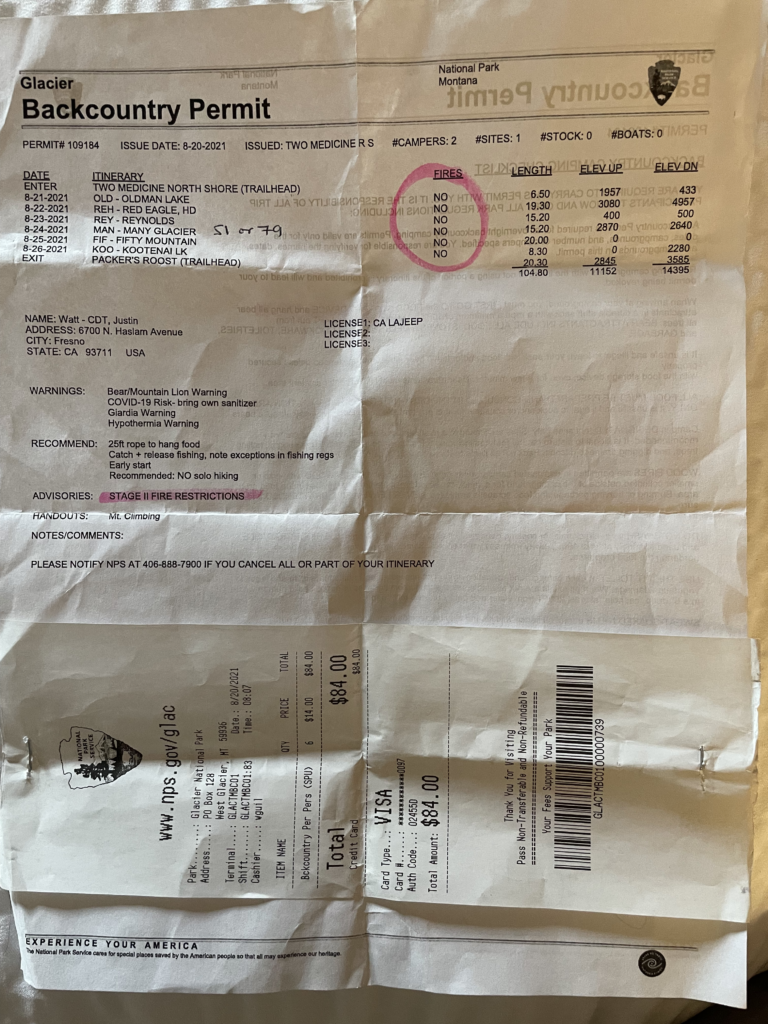 Glacier
National Park
Montana
Backcountry Permit
PERMIT# 109184 ISSUE DATE: 8-20-2021 ISSUED: TWO MEDICINE R S #CAMPERS: 2 #SITES: 1 #STOCK: 0 #BOATS: 0
DATE ITINERARY FIRES LENGTH ELEV UP ELEV DN
ENTER TWO MEDICINE NORTH SHORE (TRAILHEAD)
8-21-2021 OLD - OLDMAN LAKE NO 6.50 1957 433
8-22-2021 REH - RED EAGLE, HD NO 19.30 3080 4957
8-23-2021 REY - REYNOLDS NO 15.20 400 500
8-24-2021 MAN - MANY GLACIER 51 or 79 NO 15.20 2870 2640
8-25-2021 FIF - FIFTY MOUNTAIN NO 20.00 0 0
8-26-2021 KOO - KOOTENAI LK NO 8.30 0 2280
EXIT PACKER'S ROOST (TRAILHEAD) 20.30 2845 3585
104.80 11152 14395
NAME: Watt - CDT, Justin
ADDRESS: 6700 N. Haslam Avenue
CITY: Fresno
STATE: CA 93711 USA
LICENSE1: CA LAJEEP
LICENSE2:
LICENSE3:
WARNINGS: Bear/Mountain Lion Warning
COVID-19 Risk- bring own sanitizer
Giardia Warning
Hypothermia Warning
RECOMMEND: 25ft rope to hang food
Catch + release fishing, note exceptions in fishing regs
Early start
Recommended: NO solo hiking
ADVISORIES: STAGE II FIRE RESTRICTIONS
HANDOUTS: Mt. Climbing
NOTES/COMMENTS:
PLEASE NOTIFY NPS AT 406-888-7900 IF YOU CANCEL ALL OR PART OF YOUR ITINERARY
NATIONAL
PARK
SERVICE
www.nps.gov/glac
Park.....: Glacier National Park
Address..: PO Box 128
West Glacier, MT 59936
Terminal.: GLACTMBC01 Date.: 8/20/2021
Shift....: GLACTMBC01:83 Time.: 08:07
Cashier..: wguil
ITEM NAME QTY PRICE TOTAL
Bckcountry Per Pers (SPU) 6 $14.00 $84.00
Total $84.00
Credit Card $84.00
Card Type...: VISA
Card #......: ************0097
Auth Code...: 02455D
Total Amount: $84.00
Thank You for Visiting
Pass Non-Transferable and Non-Refundable
Your Fees Support Your Park
GLACTMBC0100000739
EXPERIENCE YOUR AMERICA
The National Park Service cares for special places saved by the American people so that all may experience our heritage.